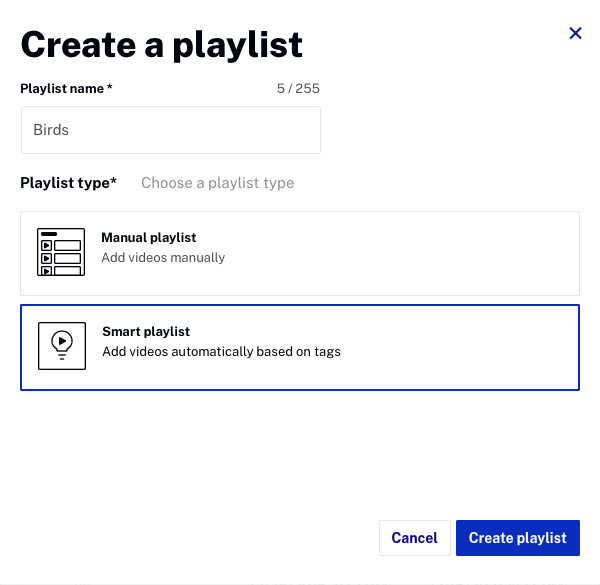 Create a playlist
Playlist name *
5 / 255
Birds
Playlist type*
Choose a playlist type
Manual playlist
Add videos manually
Smart playlist
Add videos automatically based on tags
Cancel
Create playlist